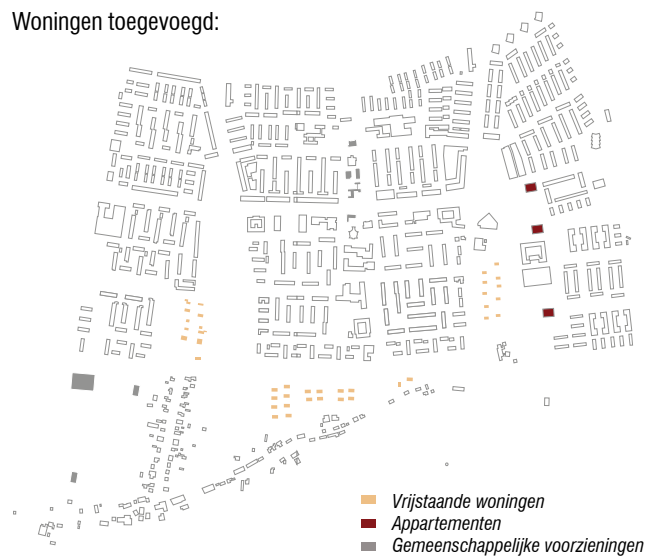 Woningen toegevoegd:
Vrijstaande woningen
Appartementen
Gemeenschappelijke voorzieningen